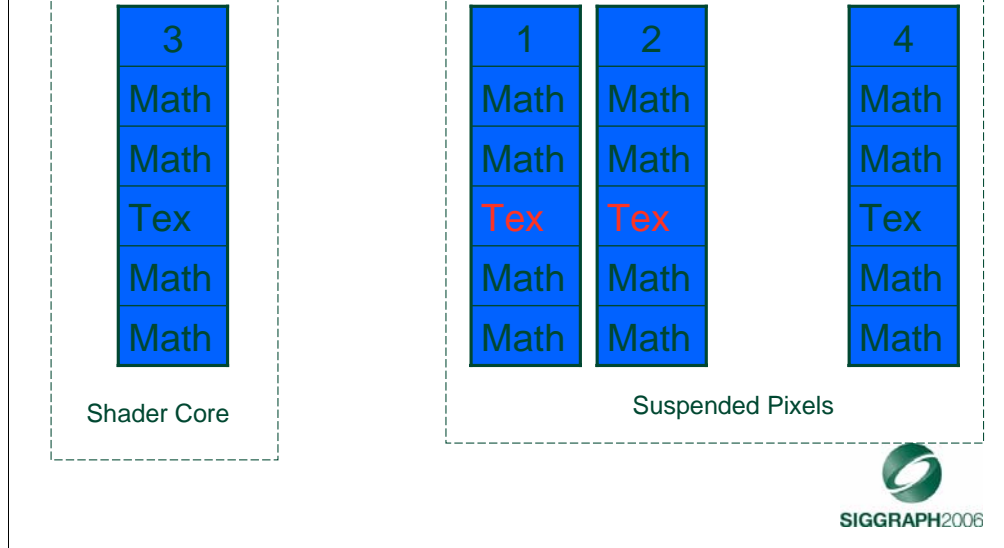 3 1 2 4
Math Math Math Math
Math Math Math Math
Tex Tex Tex Tex
Math Math Math Math
Math Math Math Math
Shader Core
Suspended Pixels
SIGGRAPH2006